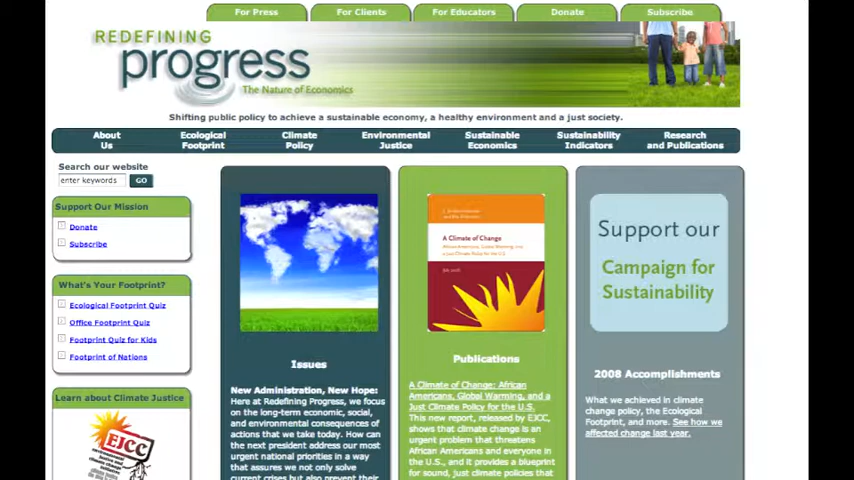 For Press
For Clients
For Educators
Donate
Subscribe
REDEFINING
progress
The Nature of Economics
Shifting public policy to achieve a sustainable economy, a healthy environment and a just society.
About
Us
Ecological
Footprint
Climate
Policy
Environmental
Justice
Sustainable
Economics
Sustainability
Indicators
Research
and Publications
Search our website
enter keywords
GO
Support Our Mission
Donate
Subscribe
What's Your Footprint?
Ecological Footprint Quiz
Office Footprint Quiz
Footprint Quiz for Kids
Footprint of Nations
Learn about Climate Justice
EJCC
Issues
New Administration, New Hope:
Here at Redefining Progress, we focus
on the long-term economic, social,
and environmental consequences of
actions that we take today. How can
the next president address our most
urgent national priorities in a way
that assures we not only solve
current crises but also prevent their
A Climate of Change
July 2008
Publications
A Climate of Change: African
Americans, Global Warming, and a
Just Climate Policy for the U.S.
This new report, released by EJCC,
shows that climate change is an
urgent problem that threatens
African Americans and everyone in
the U.S., and it provides a blueprint
for sound, just climate policies that
Support our
Campaign for
Sustainability
2008 Accomplishments
What we achieved in climate
change policy, the Ecological
Footprint, and more. See how we
affected change last year.